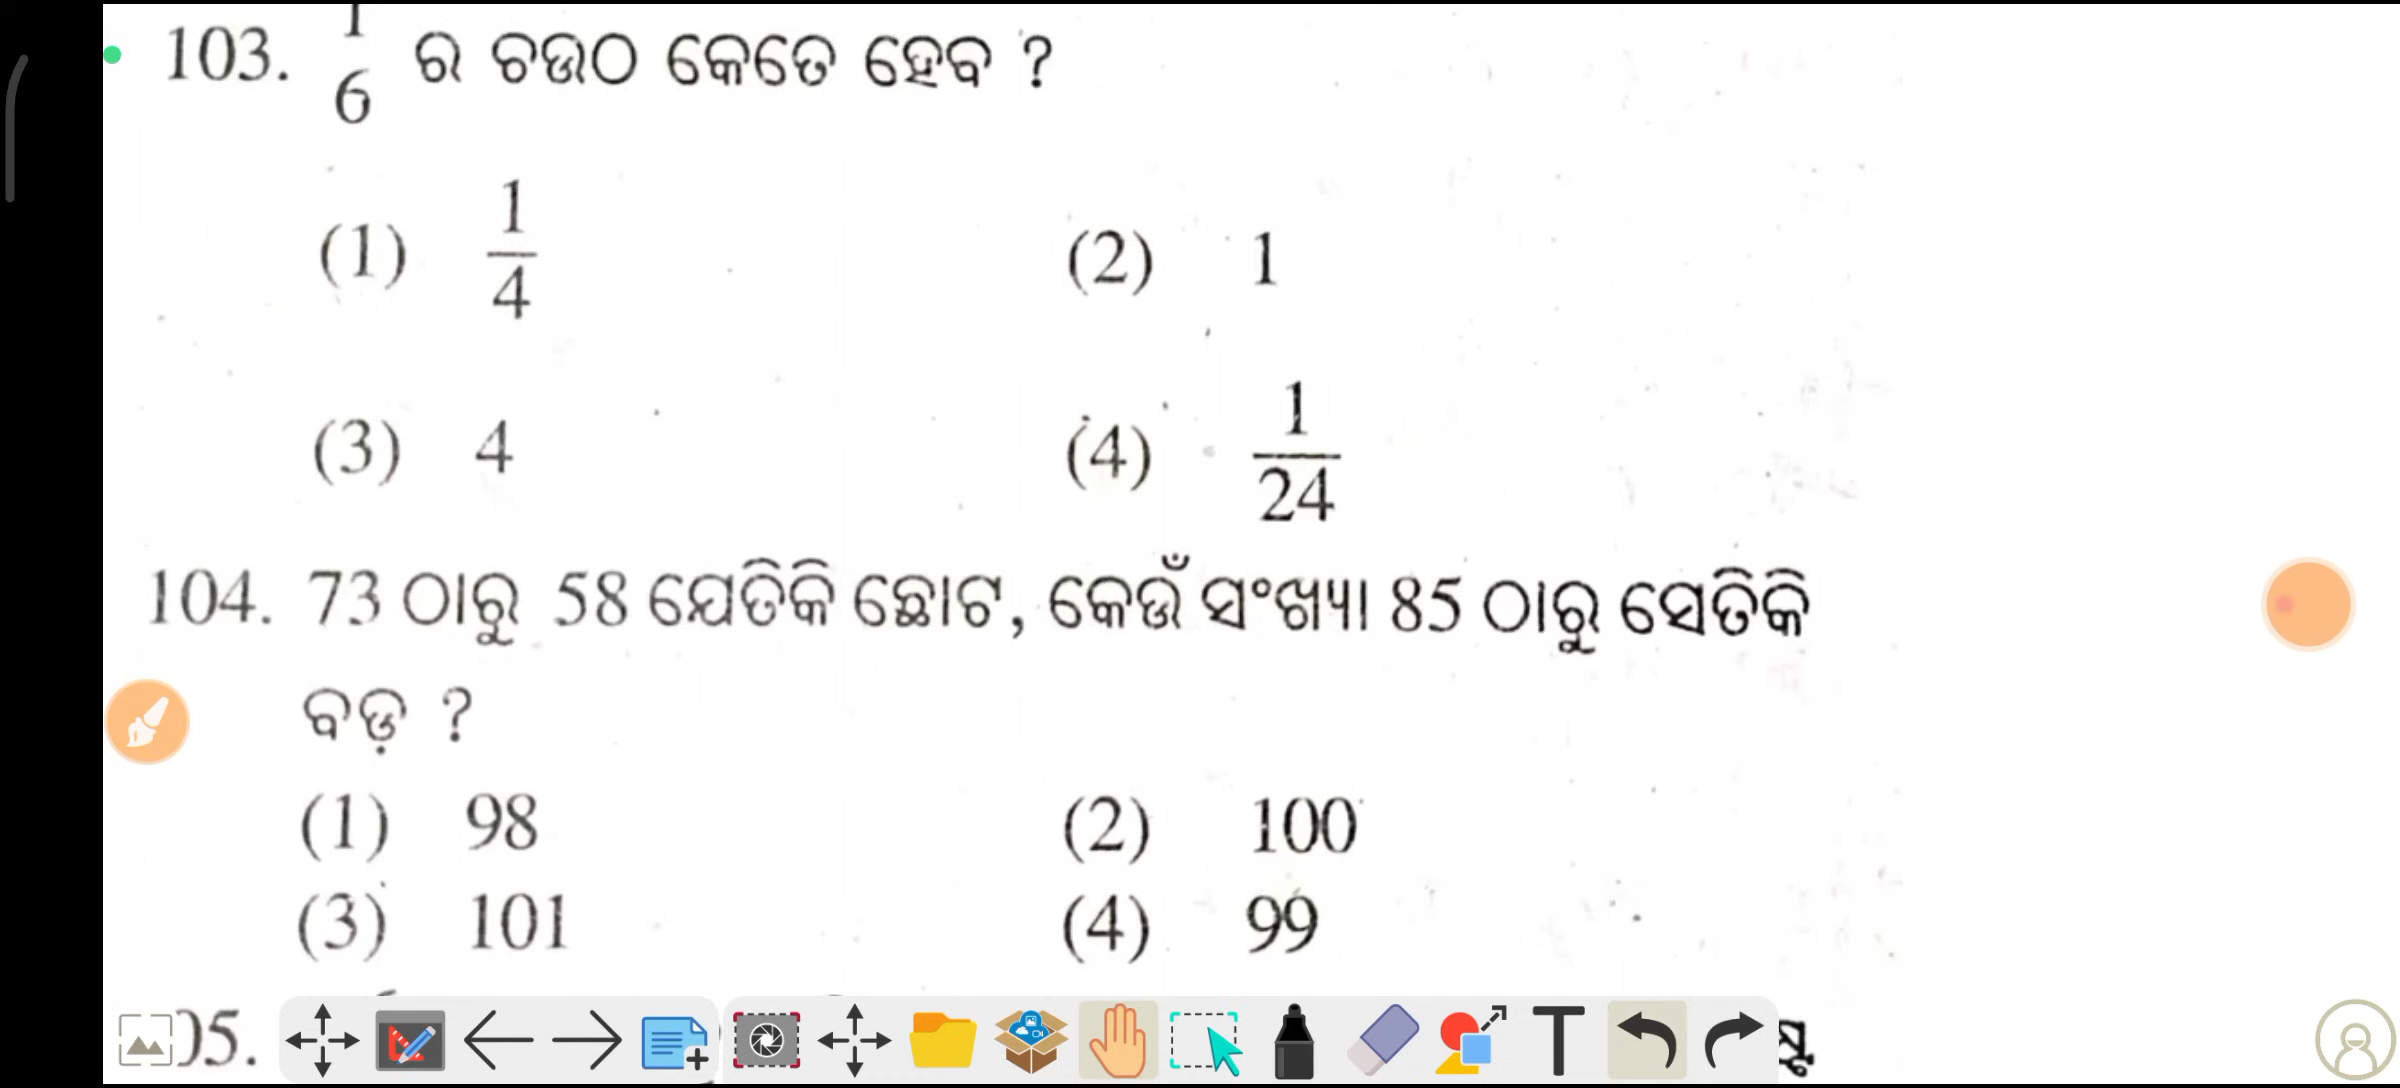 103. 1/6 ର ଚଉଠ କେତେ ହେବ ?
(1) 1/4 (2) 1
(3) 4 (4) 1/24
104. 73 ଠାରୁ 58 ଯେତିକି ଛୋଟ, କେଉଁ ସଂଖ୍ୟା 85 ଠାରୁ ସେତିକି
ବଡ଼ ?
(1) 98 (2) 100
(3) 101 (4) 99
05.
T